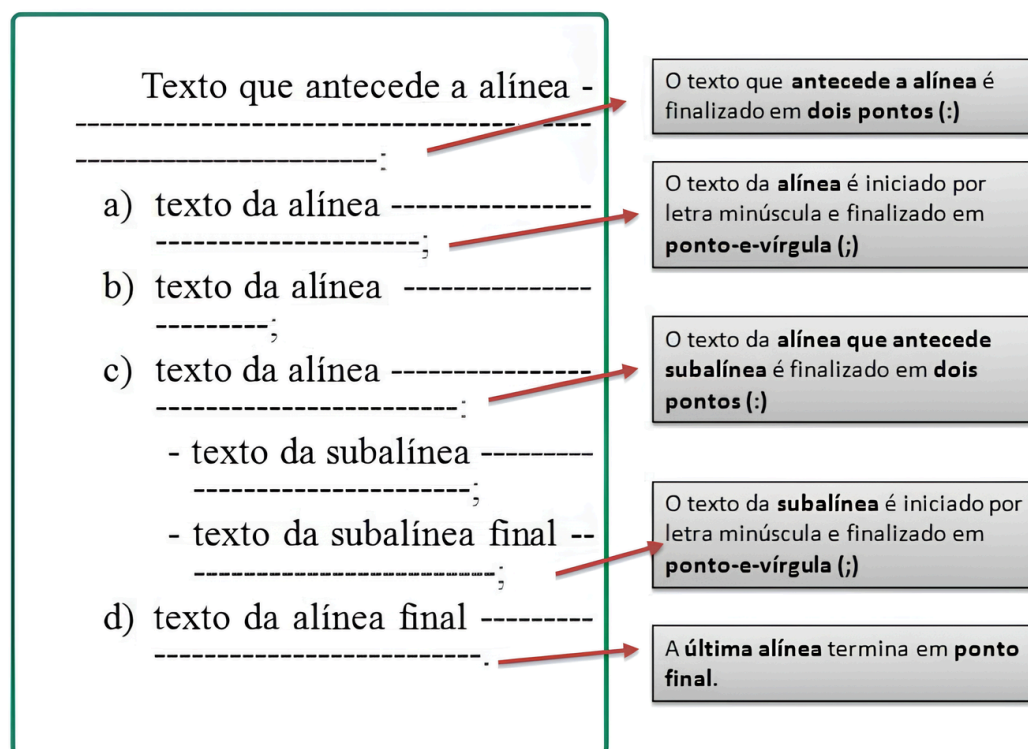 Texto que antecede a alínea -
------------------------------------------
------------------------:
a) texto da alínea ----------------
---------------------;
b) texto da alínea ---------------
---------;
c) texto da alínea ----------------
------------------------:
- texto da subalínea ---------
----------------------;
- texto da subalínea final --
------------------------;
d) texto da alínea final ---------
--------------------------.
O texto que antecede a alínea é
finalizado em dois pontos (:)
O texto da alínea é iniciado por
letra minúscula e finalizado em
ponto-e-vírgula (;)
O texto da alínea que antecede
subalínea é finalizado em dois
pontos (:)
O texto da subalínea é iniciado por
letra minúscula e finalizado em
ponto-e-vírgula (;)
A última alínea termina em ponto
final.